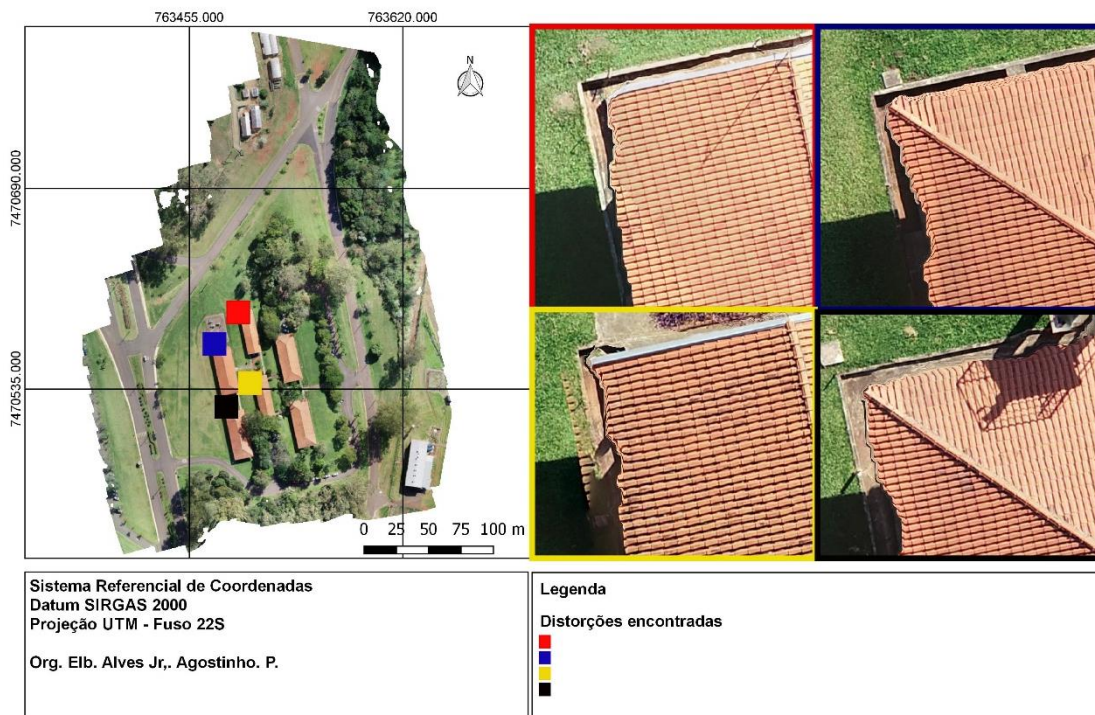 763455.000
763620.000
N
7470690.000
7470535.000
0 25 50 75 100 m
Sistema Referencial de Coordenadas
Datum SIRGAS 2000
Projeção UTM - Fuso 22S
Org. Elb. Alves Jr,. Agostinho. P.
Legenda
Distorções encontradas